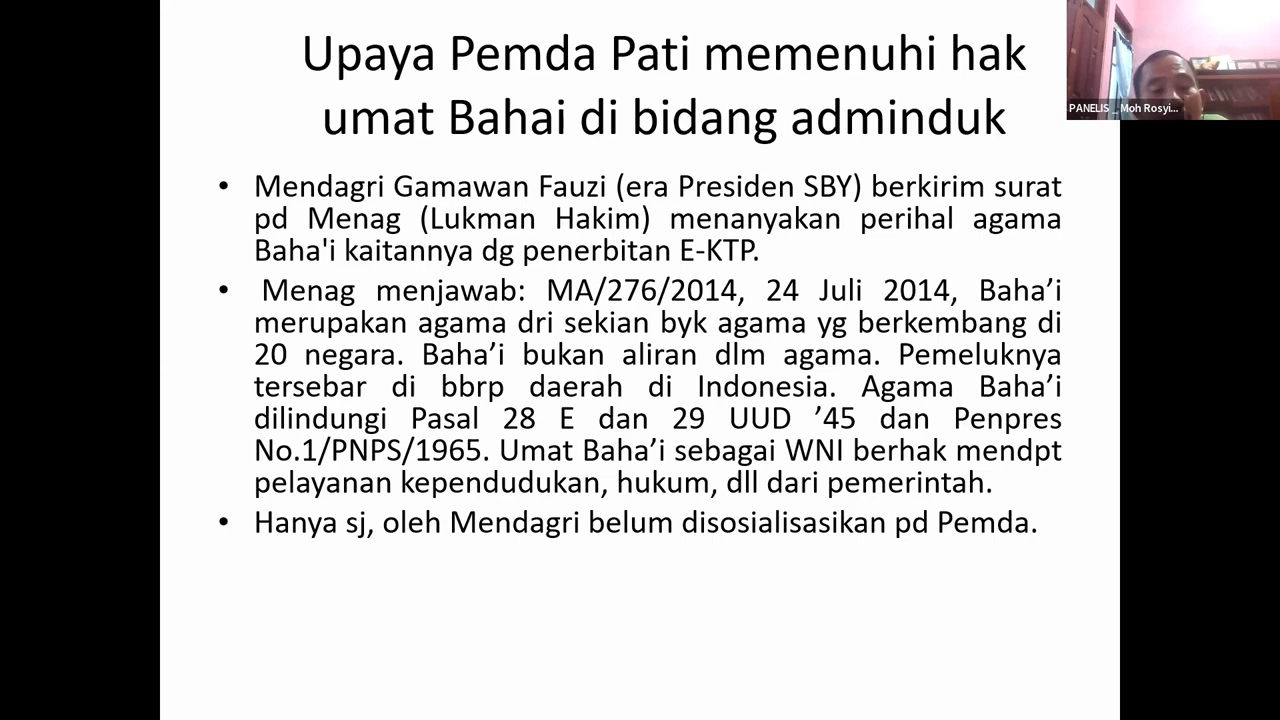 Upaya Pemda Pati memenuhi hak
umat Bahai di bidang adminduk
• Mendagri Gamawan Fauzi (era Presiden SBY) berkirim surat
pd Menag (Lukman Hakim) menanyakan perihal agama
Baha'i kaitannya dg penerbitan E-KTP.
• Menag menjawab: MA/276/2014, 24 Juli 2014, Baha’i
merupakan agama dri sekian byk agama yg berkembang di
20 negara. Baha’i bukan aliran dlm agama. Pemeluknya
tersebar di bbrp daerah di Indonesia. Agama Baha’i
dilindungi Pasal 28 E dan 29 UUD ’45 dan Penpres
No.1/PNPS/1965. Umat Baha’i sebagai WNI berhak mendpt
pelayanan kependudukan, hukum, dll dari pemerintah.
• Hanya sj, oleh Mendagri belum disosialisasikan pd Pemda.
PANELIS _ Moh Rosyi...